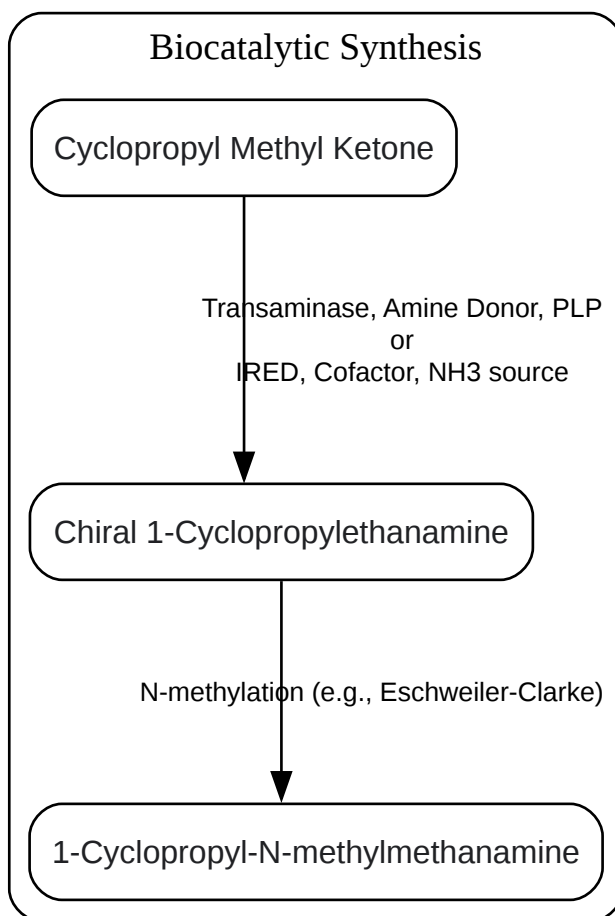 Biocatalytic Synthesis
Cyclopropyl Methyl Ketone
Transaminase, Amine Donor, PLP
or
IRED, Cofactor, NH3 source
Chiral 1-Cyclopropylethanamine
N-methylation (e.g., Eschweiler-Clarke)
1-Cyclopropyl-N-methylmethanamine